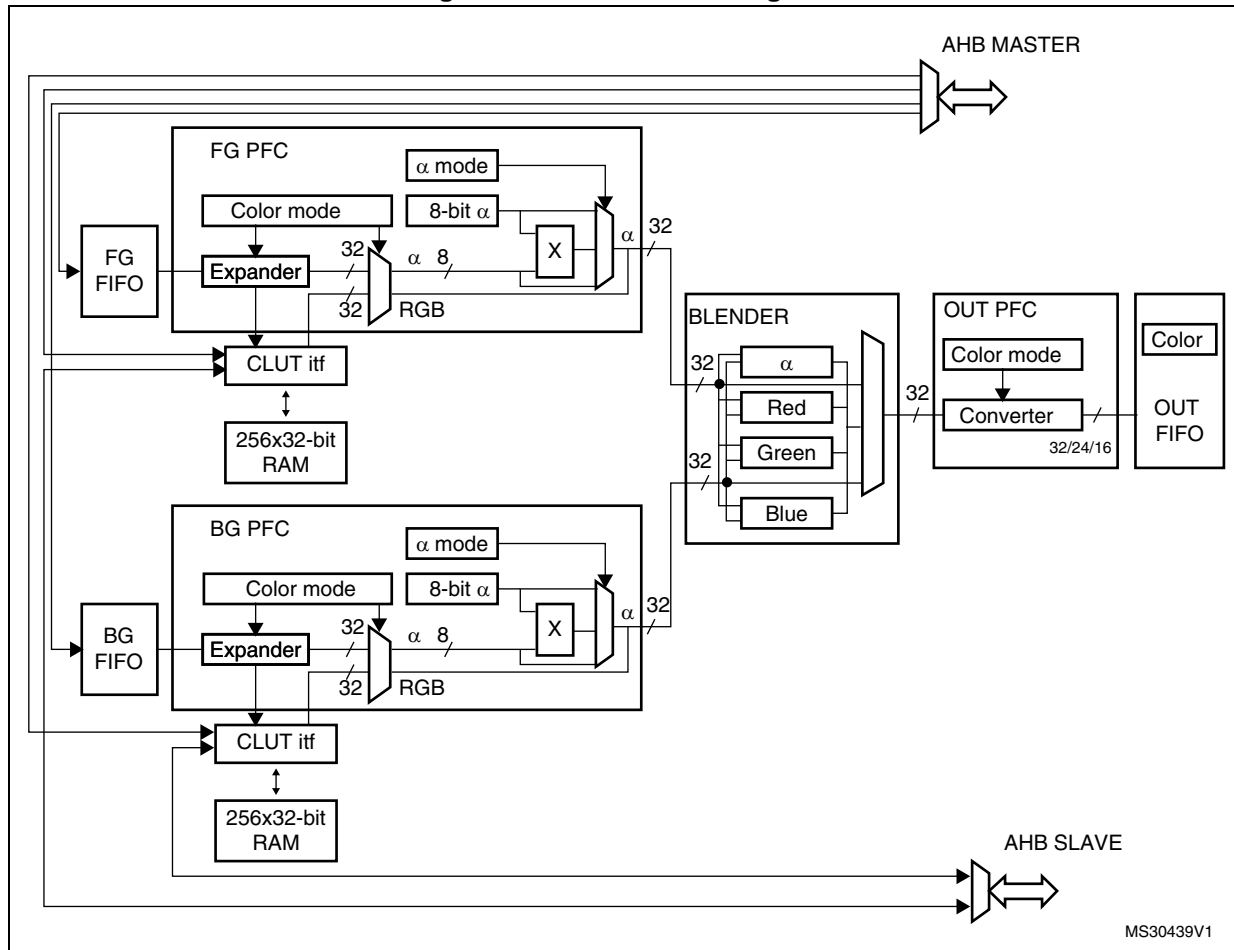 AHB MASTER
FG PFC
α mode
8-bit α
Color mode
FG
FIFO
Expander
32
32
α 8
X
α
32
RGB
CLUT itf
256x32-bit
RAM
BLENDER
32
α
Red
Green
32
Blue
32
OUT PFC
Color mode
Converter
32/24/16
Color
OUT
FIFO
BG PFC
α mode
8-bit α
Color mode
BG
FIFO
Expander
32
32
α 8
X
α
32
RGB
CLUT itf
256x32-bit
RAM
AHB SLAVE
MS30439V1